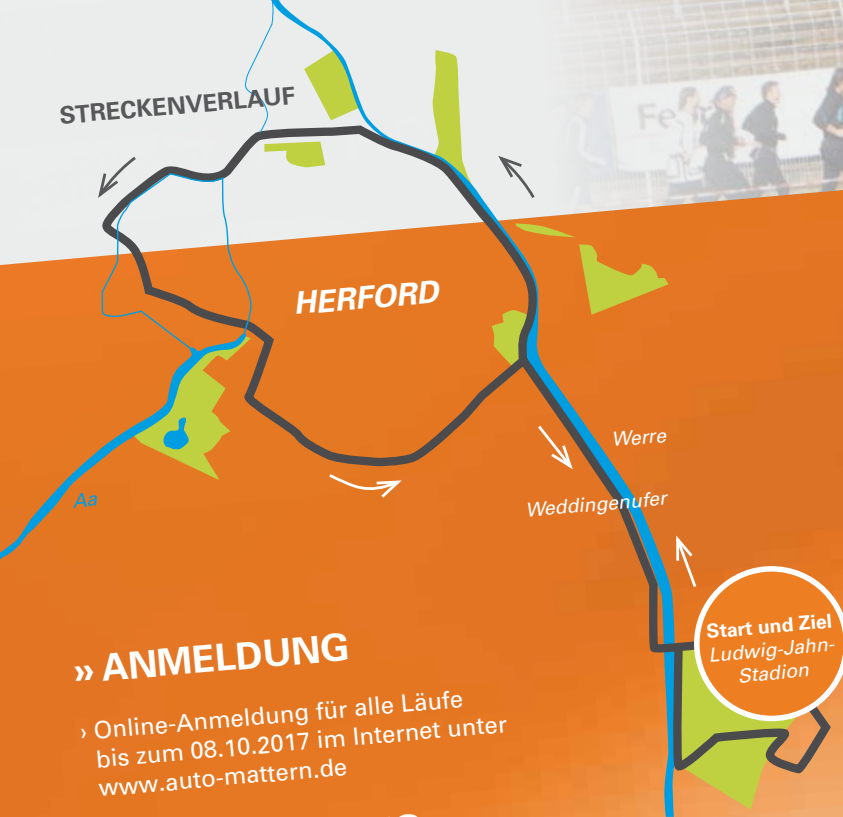 STRECKENVERLAUF
HERFORD
Werre
Weddingenufer
Aa
Start und Ziel
Ludwig-Jahn-
Stadion
» ANMELDUNG
› Online-Anmeldung für alle Läufe
bis zum 08.10.2017 im Internet unter
www.auto-mattern.de